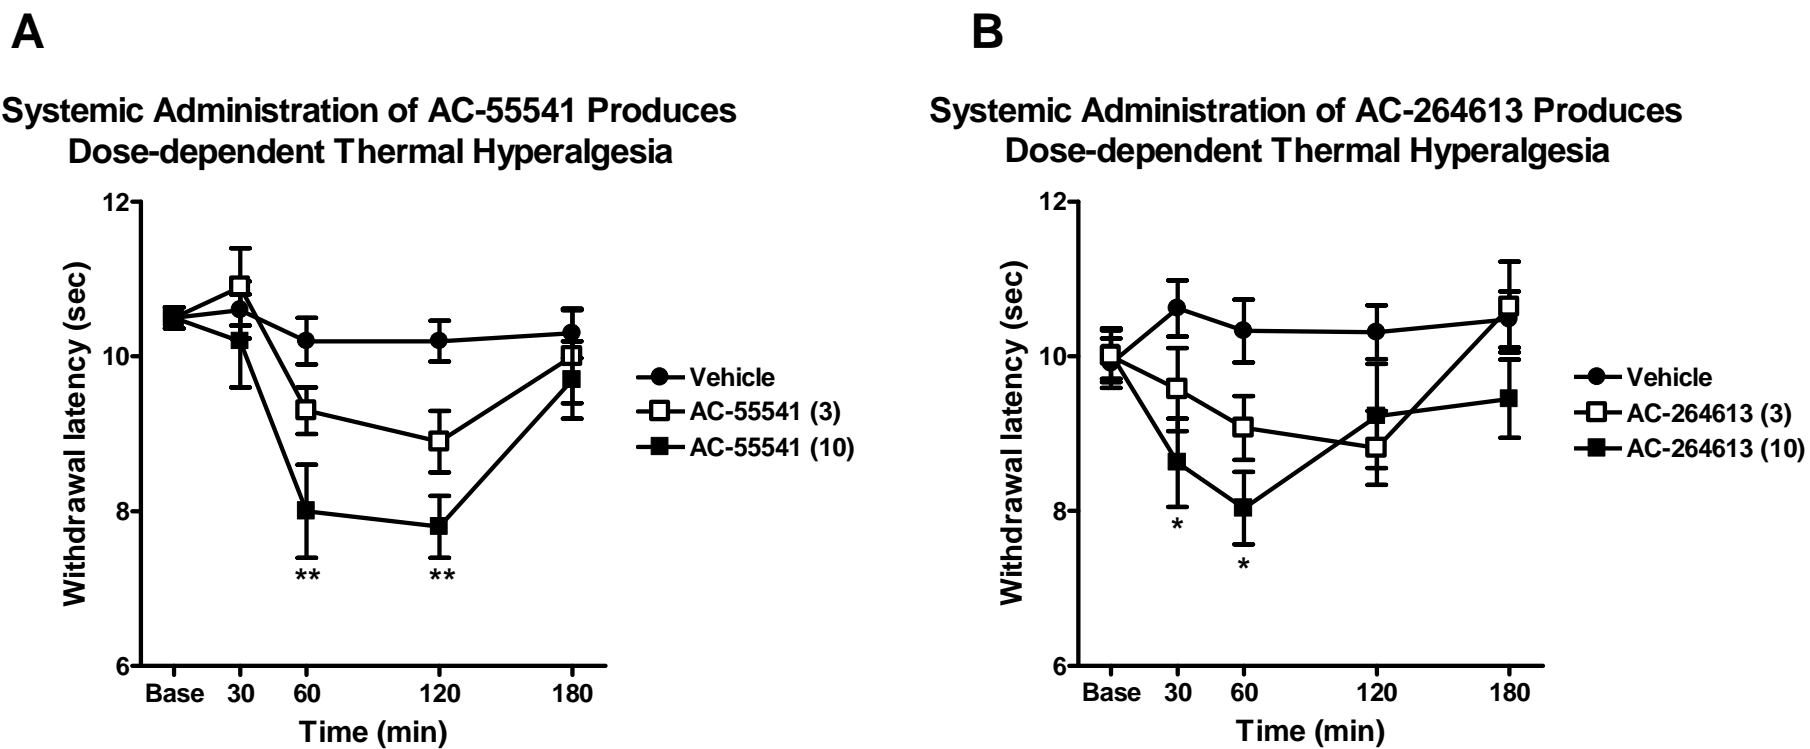 A
Systemic Administration of AC-55541 Produces
Dose-dependent Thermal Hyperalgesia
12
10
8
6
Withdrawal latency (sec)
** **
Base 30 60 120 180
Time (min)
Vehicle
AC-55541 (3)
AC-55541 (10)
B
Systemic Administration of AC-264613 Produces
Dose-dependent Thermal Hyperalgesia
12
10
8
6
Withdrawal latency (sec)
*
*
Base 30 60 120 180
Time (min)
Vehicle
AC-264613 (3)
AC-264613 (10)